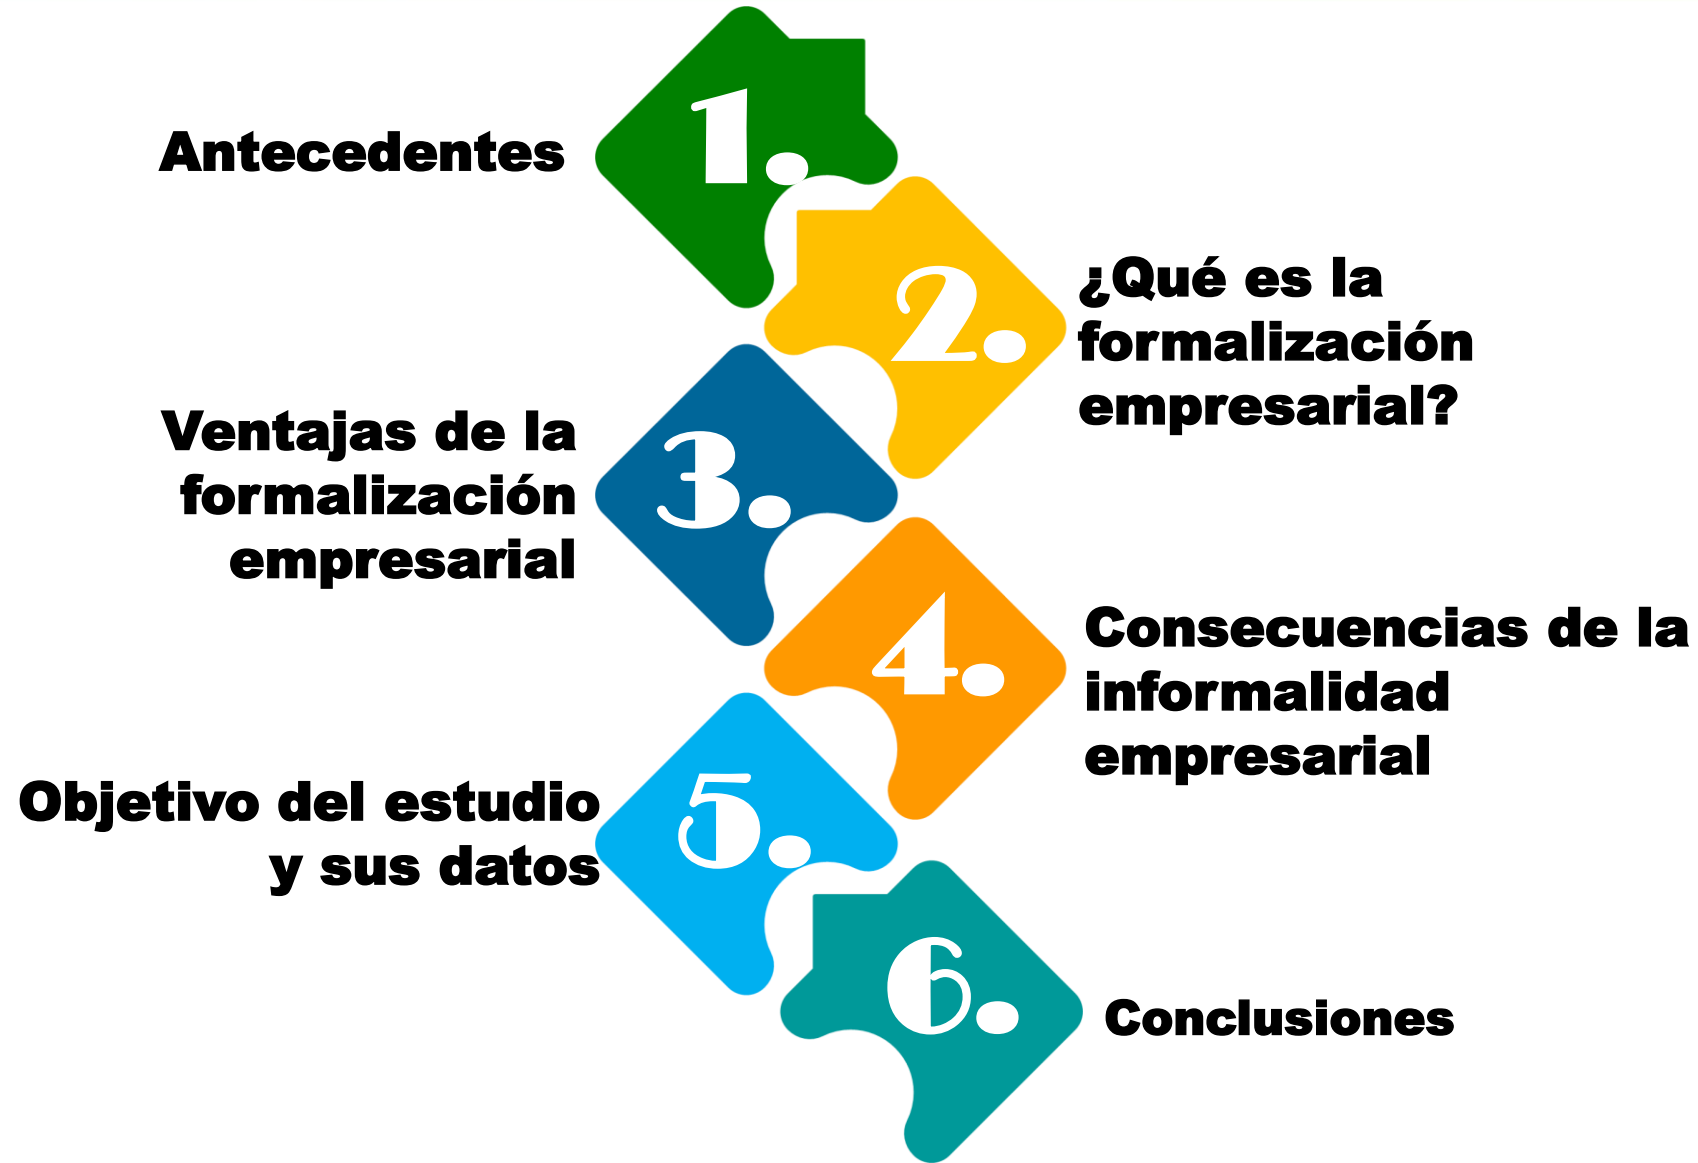 1.
Antecedentes
2.
¿Qué es la
formalización
empresarial?
3.
Ventajas de la
formalización
empresarial
4.
Consecuencias de la
informalidad
empresarial
5.
Objetivo del estudio
y sus datos
6.
Conclusiones